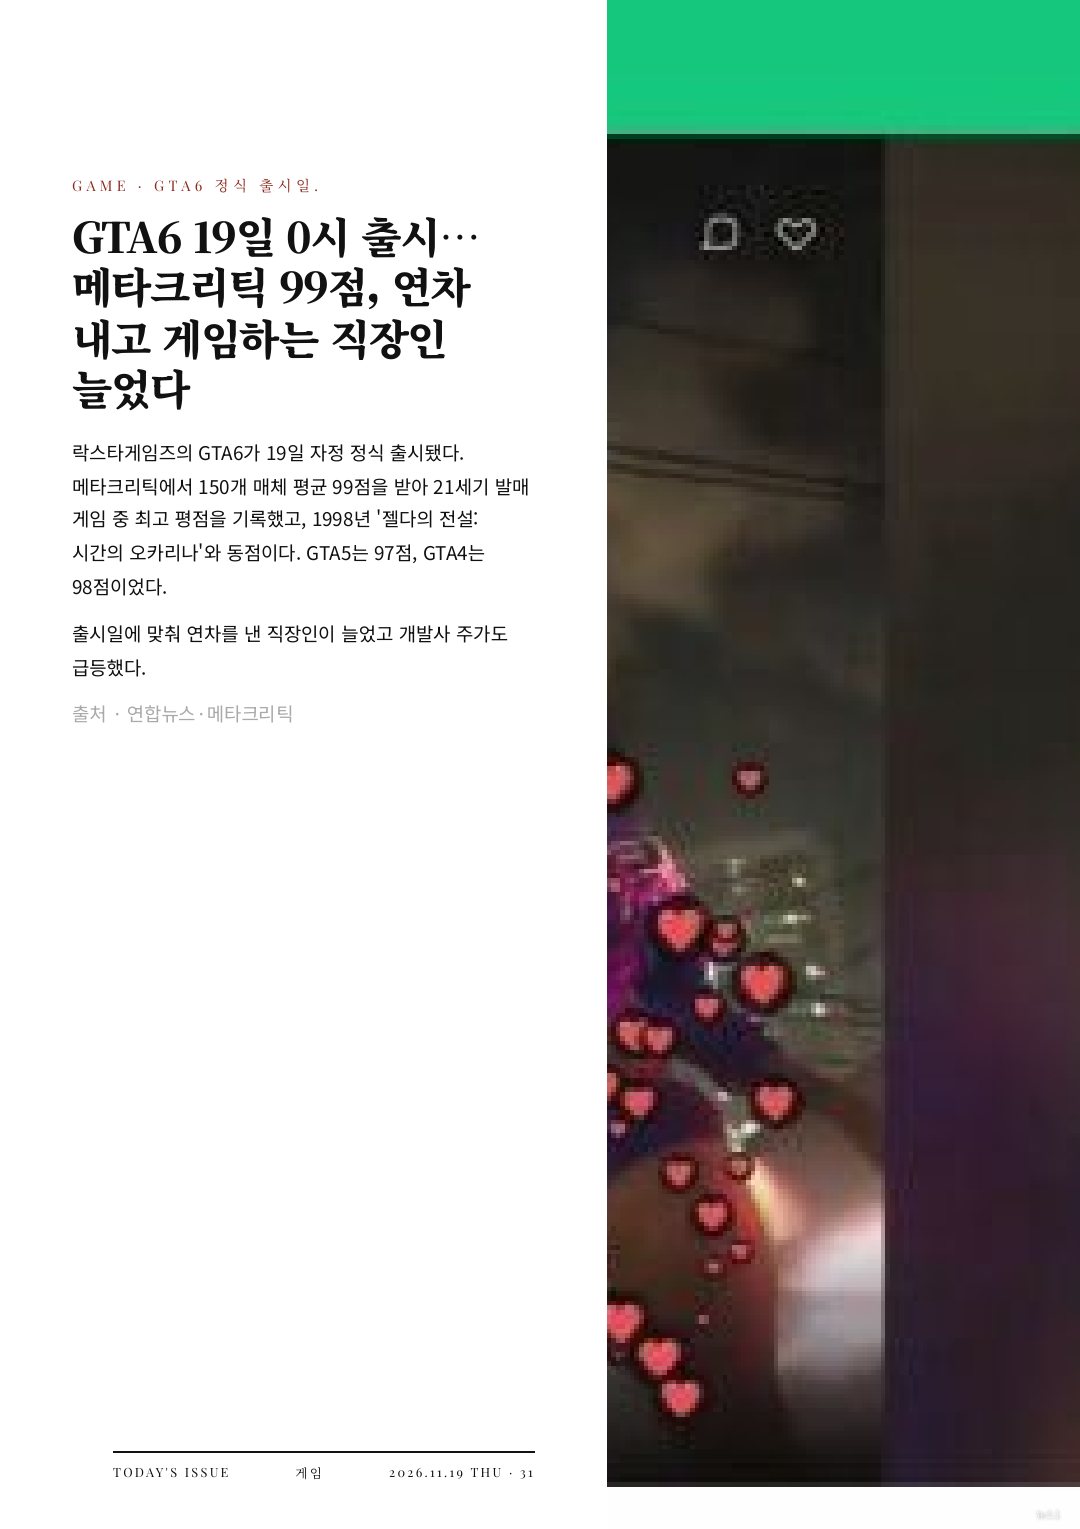 GAME · GTA6 정식 출시일.
GTA6 19일 0시 출시…
메타크리틱 99점, 연차
내고 게임하는 직장인
늘었다
락스타게임즈의 GTA6가 19일 자정 정식 출시됐다.
메타크리틱에서 150개 매체 평균 99점을 받아 21세기 발매
게임 중 최고 평점을 기록했고, 1998년 '젤다의 전설:
시간의 오카리나'와 동점이다. GTA5는 97점, GTA4는
98점이었다.
출시일에 맞춰 연차를 낸 직장인이 늘었고 개발사 주가도
급등했다.
출처 · 연합뉴스·메타크리틱
TODAY'S ISSUE 게임 2026.11.19 THU · 31